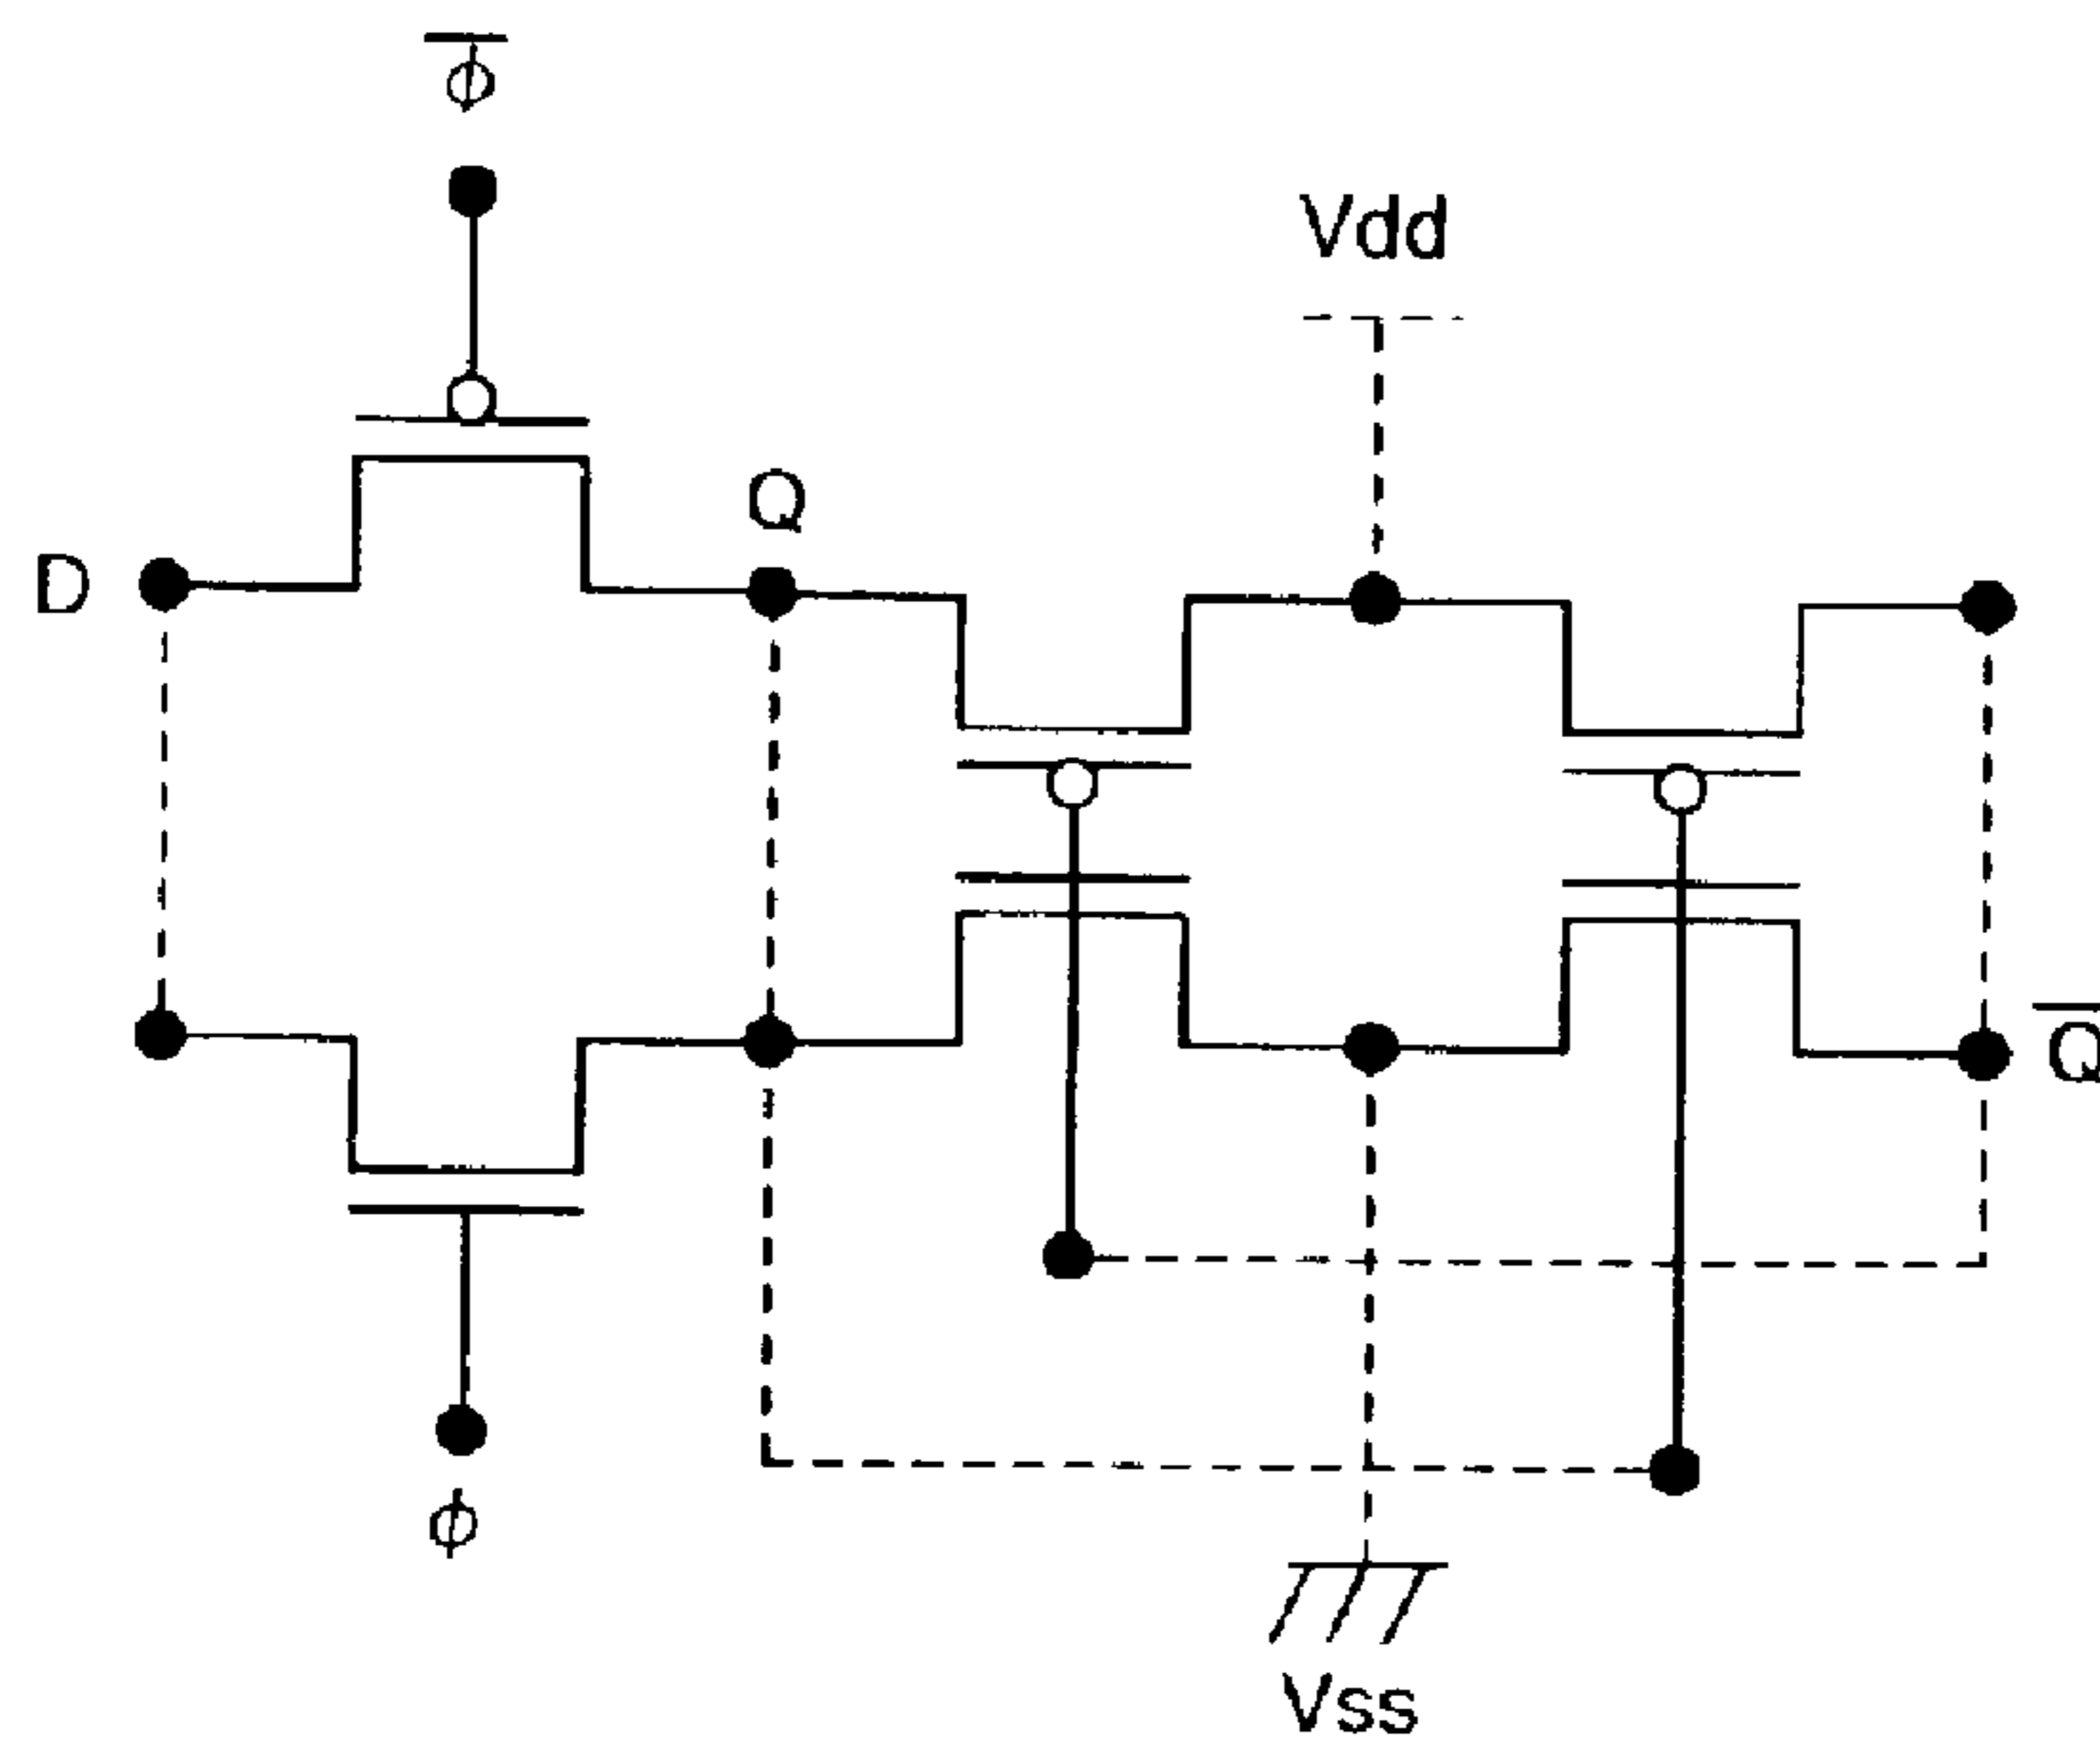 ϕ̅
Vdd
Q
D
Q̅
ϕ
Vss